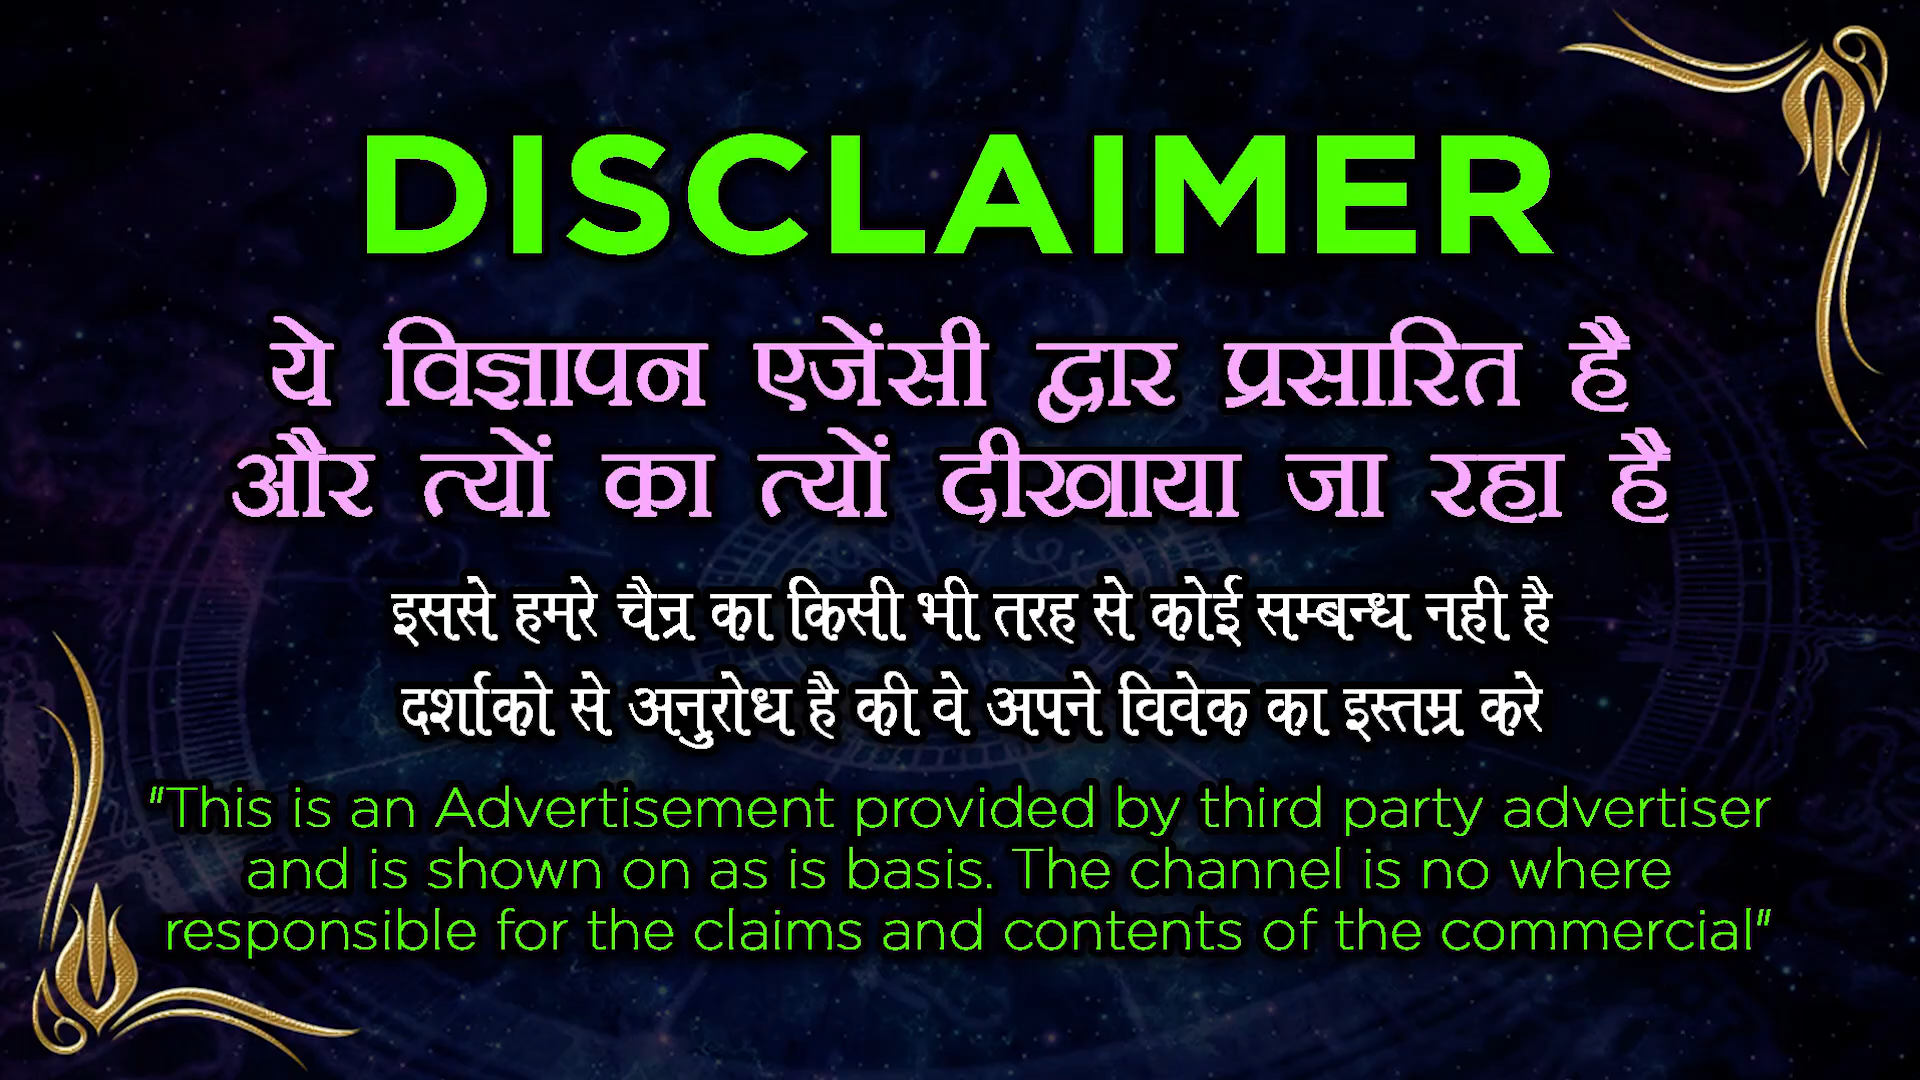 DISCLAIMER
ये विज्ञापन एजेंसी द्वार प्रसारित है
और त्यों का त्यों दीखाया जा रहा है
इससे हमरे चैन्र का किसी भी तरह से कोई सम्बन्ध नही है
दर्शाको से अनुरोध है की वे अपने विवेक का इस्तम्र करे
"This is an Advertisement provided by third party advertiser
and is shown on as is basis. The channel is no where
responsible for the claims and contents of the commercial"